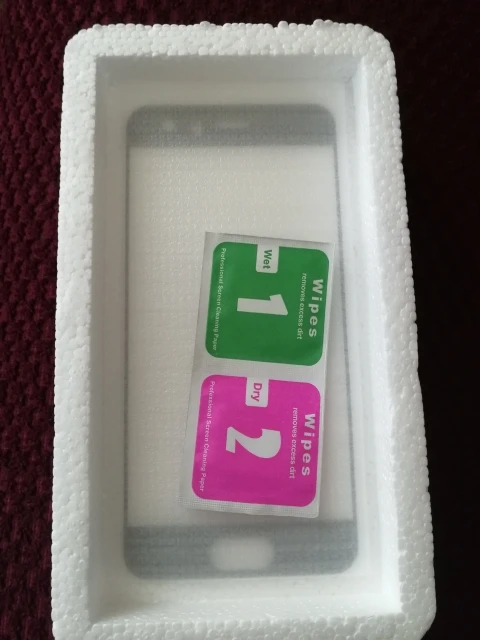 Wipes
removes excess dirt
Wet
1
Professional Screen Cleaning Paper
Wipes
removes excess dirt
Dry
2
Professional Screen Cleaning Paper